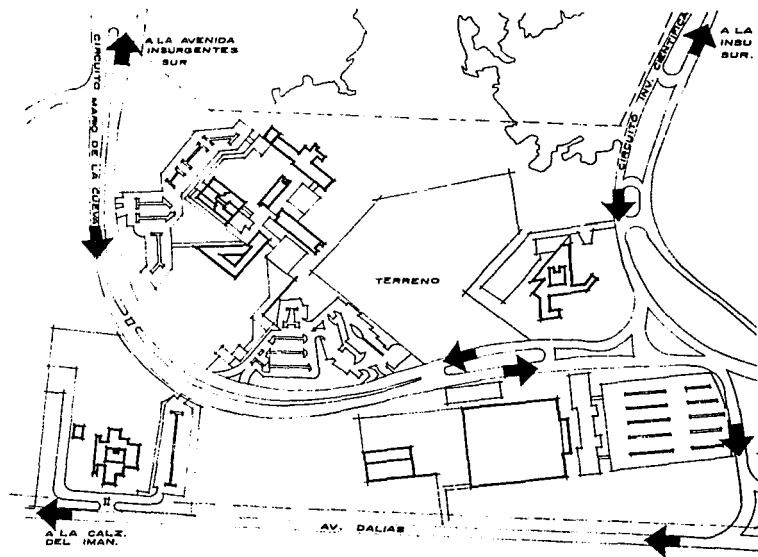 A LA AVENIDA
INSURGENTES
SUR
A LA
INSU
SUR.
CIRCUITO MARIO DE LA CUEVA
CIRCUITO INV. CIENTIFICA
TERRENO
AV. DALIAS
A LA CALZ.
DEL IMAN.